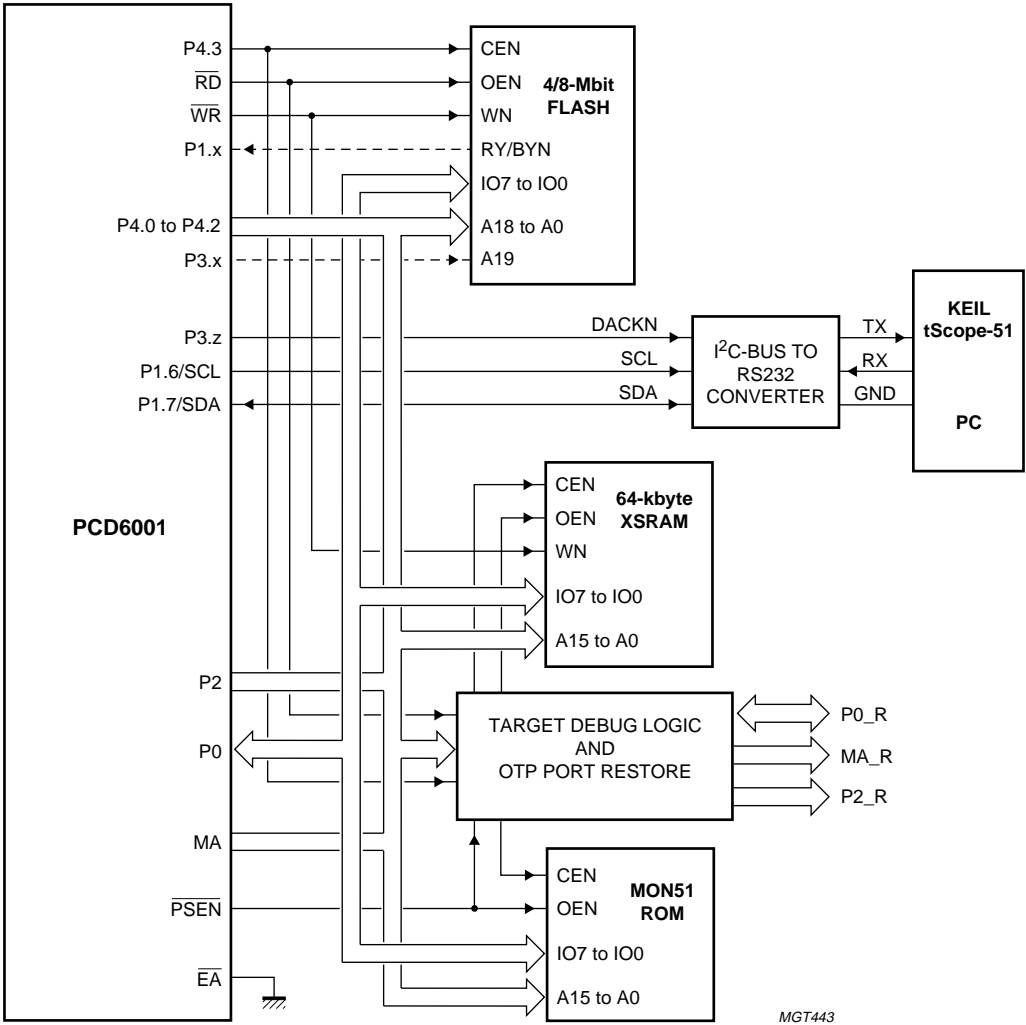 P4.3
RD
WR
P1.x
P4.0 to P4.2
P3.x
P3.z
P1.6/SCL
P1.7/SDA
PCD6001
P2
P0
MA
PSEN
EA
CEN
OEN
WN
RY/BYN
IO7 to IO0
A18 to A0
A19
4/8-Mbit
FLASH
DACKN
SCL
SDA
I²C-BUS TO
RS232
CONVERTER
TX
RX
GND
KEIL
tScope-51
PC
CEN
OEN
WN
IO7 to IO0
A15 to A0
64-kbyte
XSRAM
TARGET DEBUG LOGIC
AND
OTP PORT RESTORE
P0_R
MA_R
P2_R
CEN
OEN
IO7 to IO0
A15 to A0
MON51
ROM
MGT443